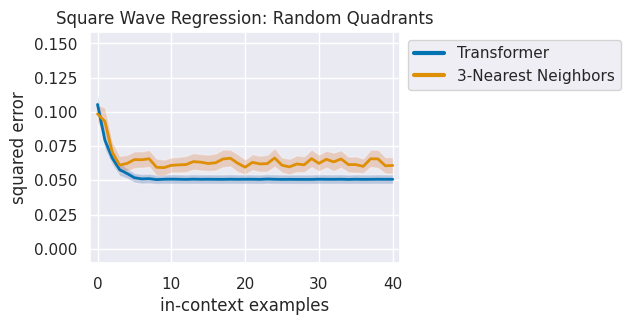 Square Wave Regression: Random Quadrants
Transformer
3-Nearest Neighbors
squared error
0.150
0.125
0.100
0.075
0.050
0.025
0.000
0 10 20 30 40
in-context examples